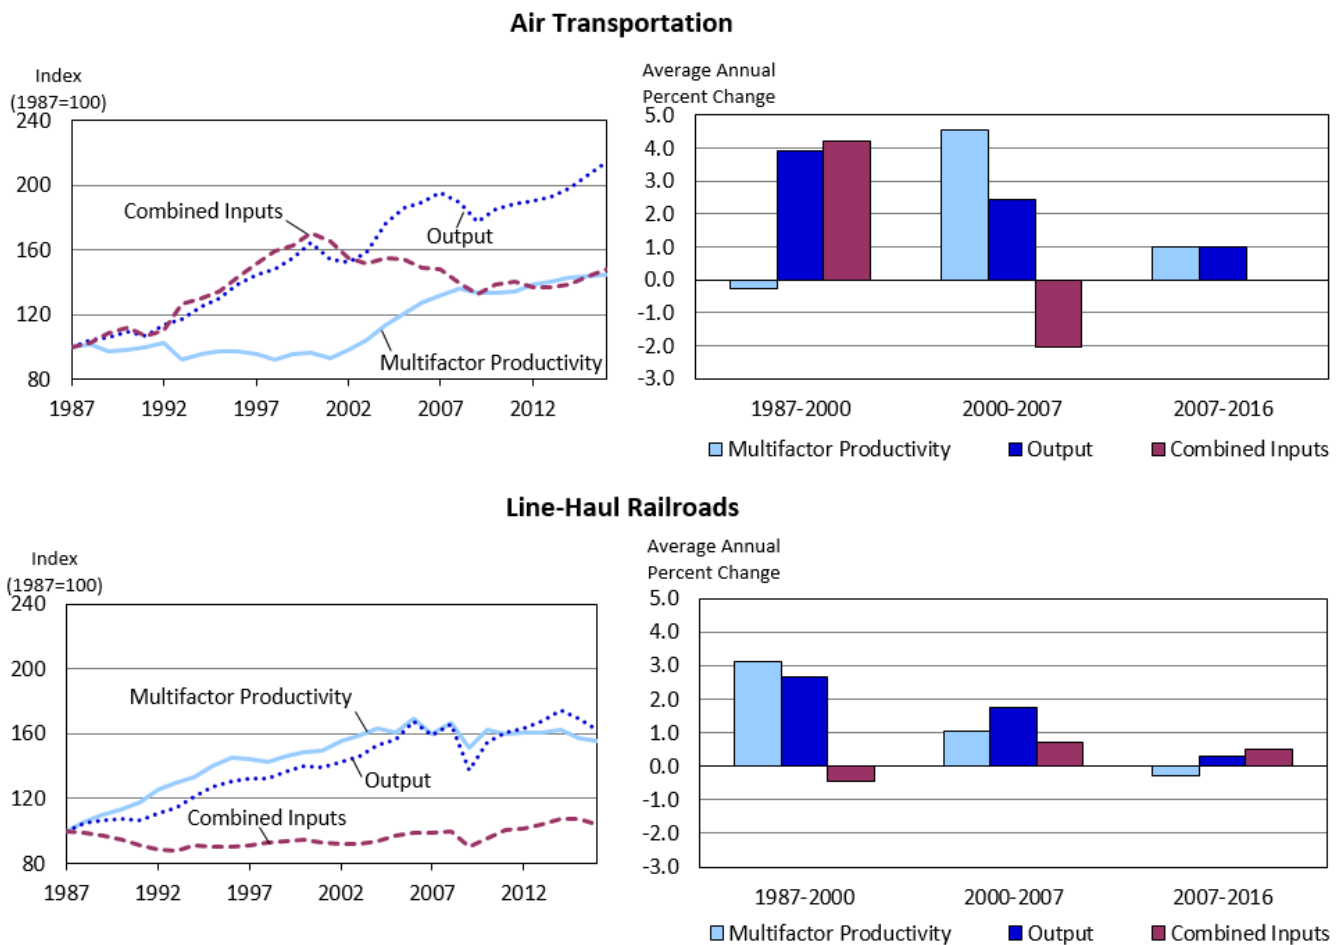 Air Transportation
Index
(1987=100)
240
200
160
120
80
1987 1992 1997 2002 2007 2012
Combined Inputs
Output
Multifactor Productivity
Average Annual
Percent Change
5.0
4.0
3.0
2.0
1.0
0.0
-1.0
-2.0
-3.0
1987-2000 2000-2007 2007-2016
Multifactor Productivity Output Combined Inputs
Line-Haul Railroads
Index
(1987=100)
240
200
160
120
80
1987 1992 1997 2002 2007 2012
Multifactor Productivity
Output
Combined Inputs
Average Annual
Percent Change
5.0
4.0
3.0
2.0
1.0
0.0
-1.0
-2.0
-3.0
1987-2000 2000-2007 2007-2016
Multifactor Productivity Output Combined Inputs